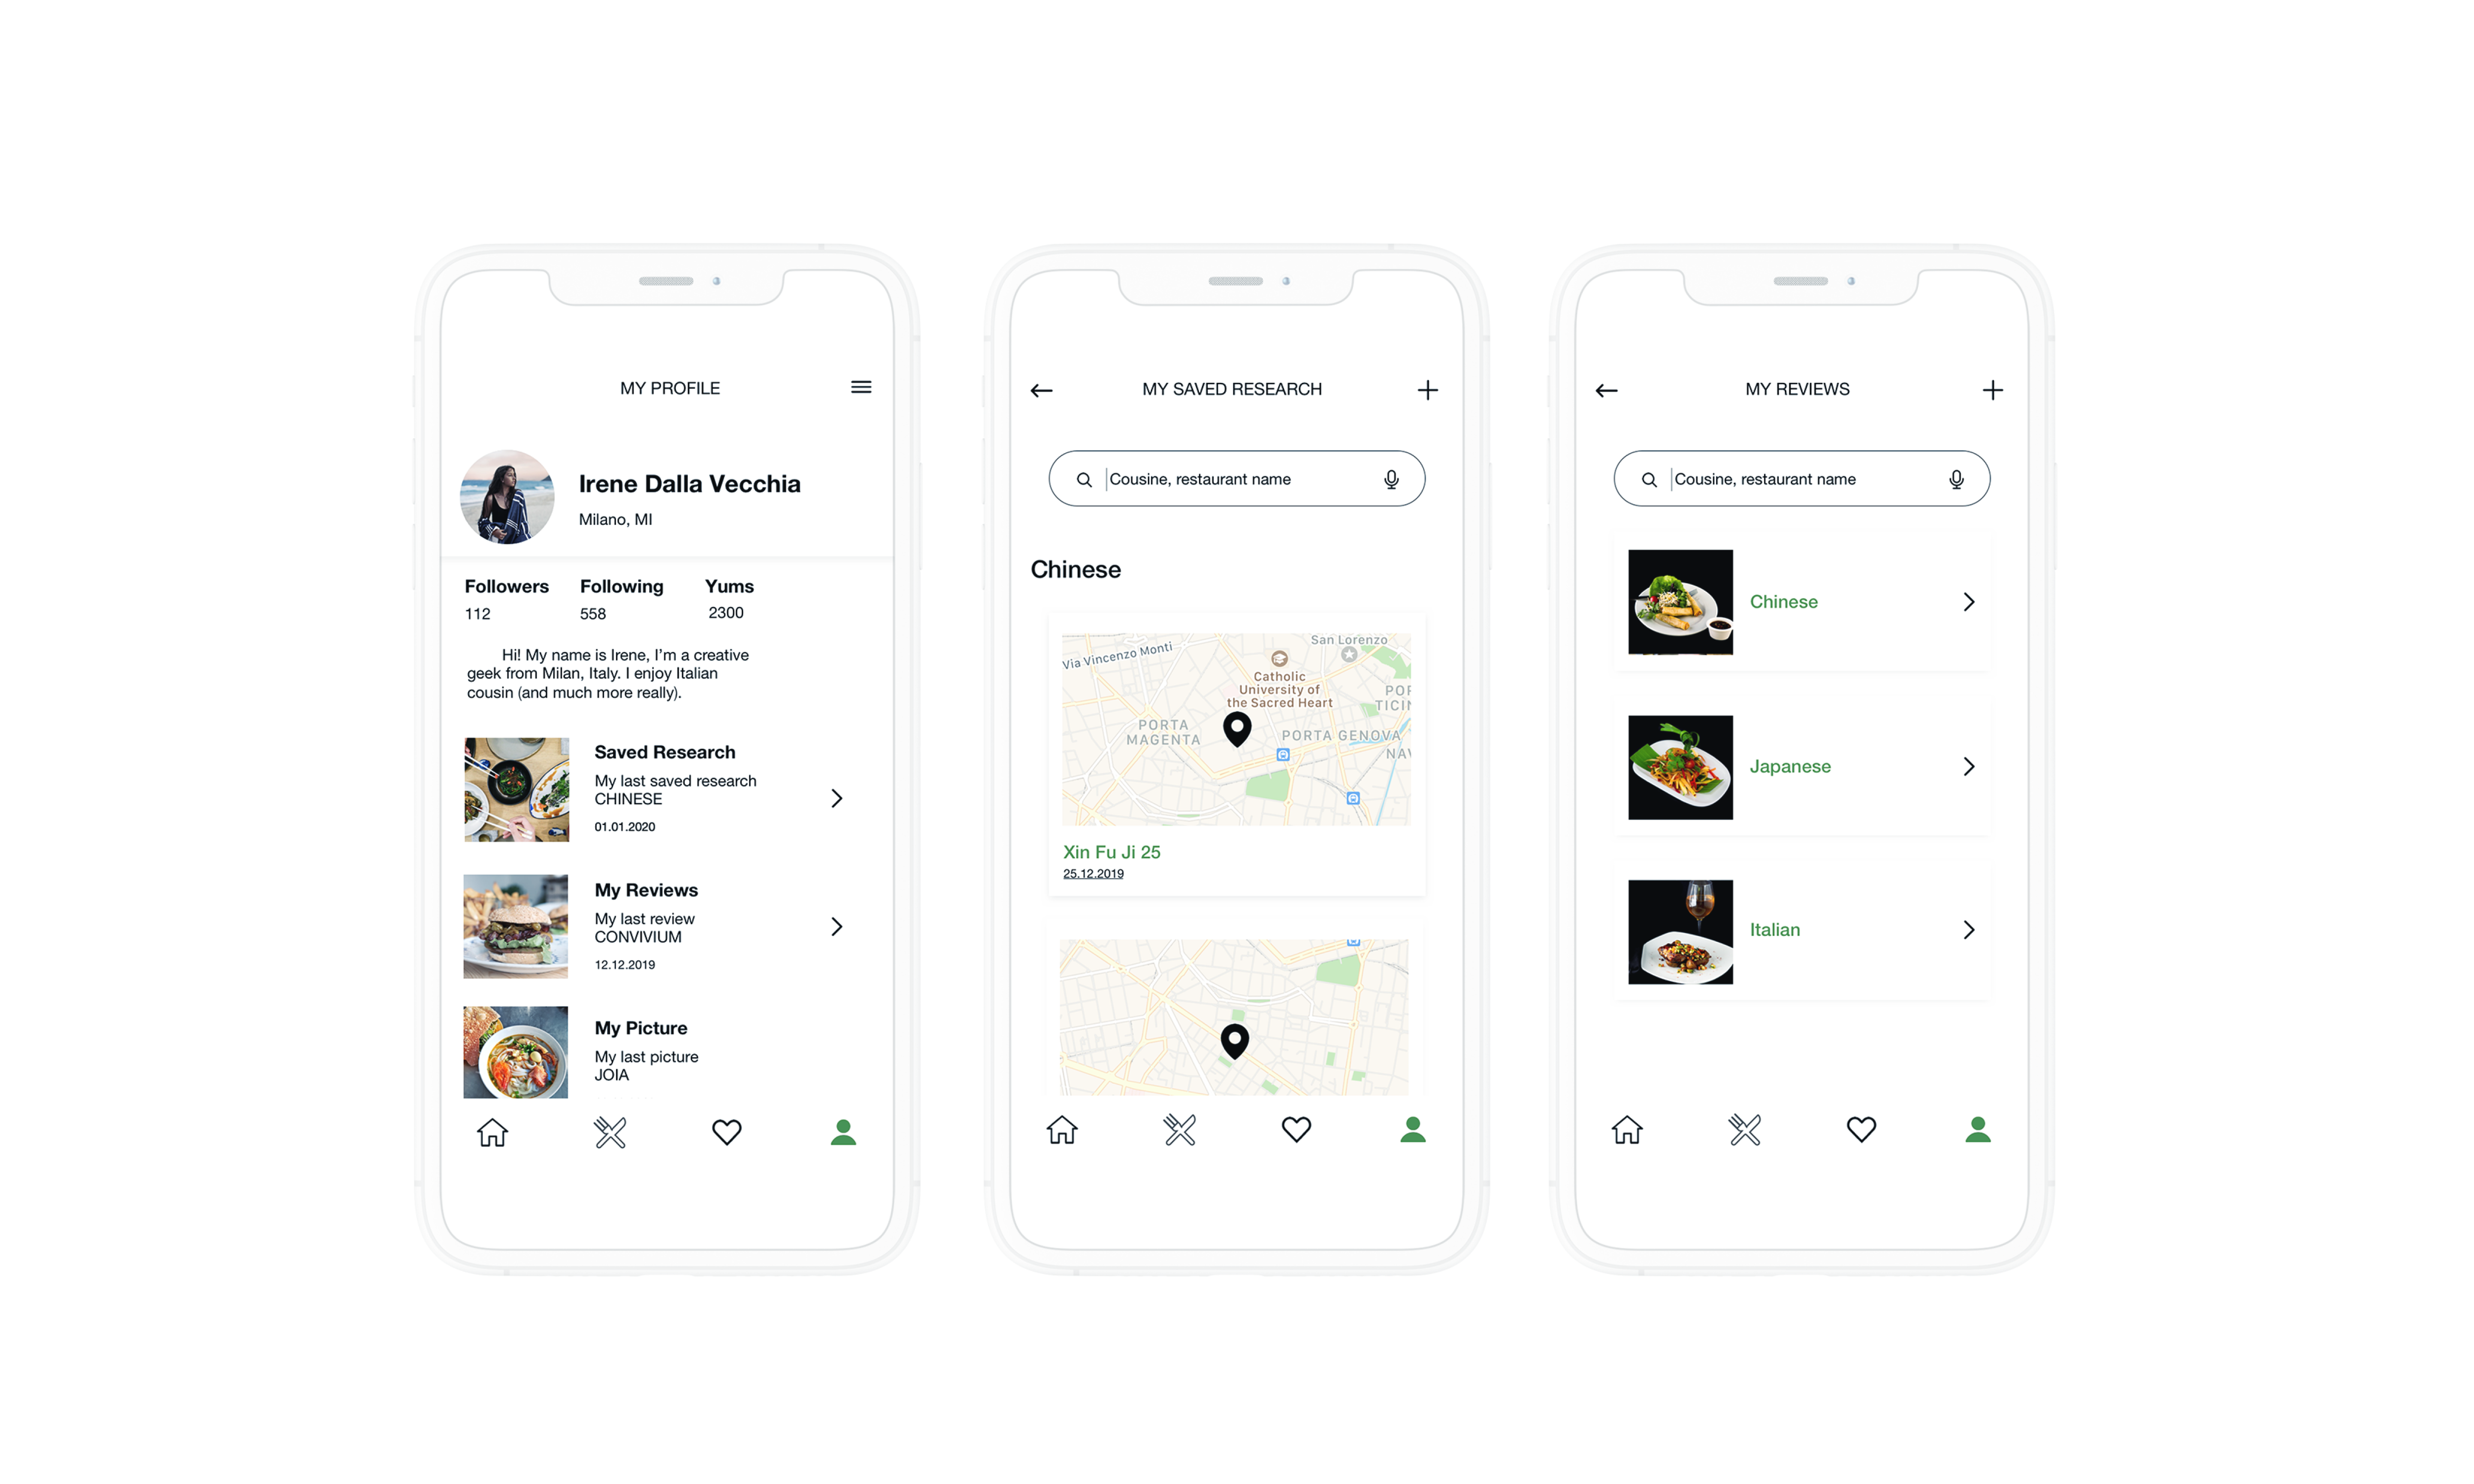 MY PROFILE
Irene Dalla Vecchia
Milano, MI
Followers Following Yums
112 558 2300
Hi! My name is Irene, I'm a creative
geek from Milan, Italy. I enjoy Italian
cousin (and much more really).
Saved Research
My last saved research
CHINESE
01.01.2020
My Reviews
My last review
CONVIVIUM
12.12.2019
My Picture
My last picture
JOIA
MY SAVED RESEARCH
Cousine, restaurant name
Chinese
San Lorenzo
Via Vincenzo Monti
Catholic
University of
the Sacred Heart
POR
TICIN
PORTA
MAGENTA
PORTA GENOVA
NAV
Xin Fu Ji 25
25.12.2019
MY REVIEWS
Cousine, restaurant name
Chinese
Japanese
Italian